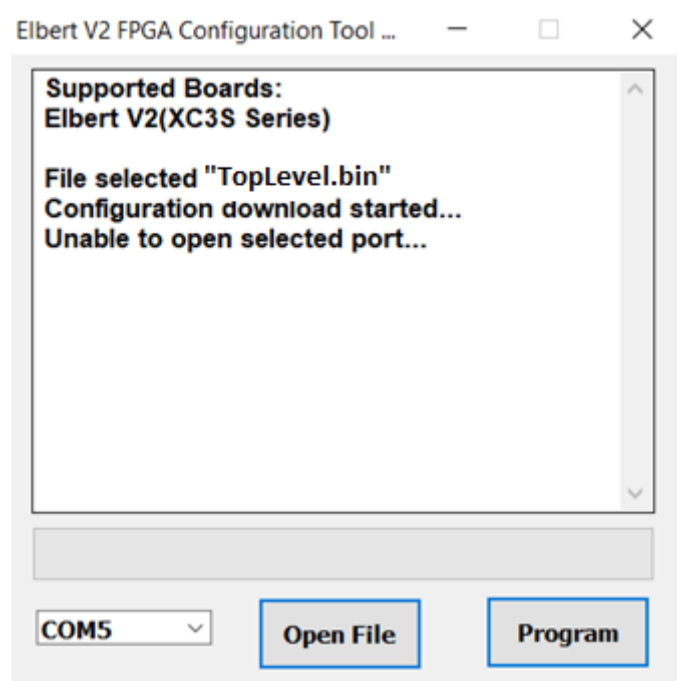 Elbert V2 FPGA Configuration Tool ...
Supported Boards:
Elbert V2(XC3S Series)
File selected "TopLevel.bin"
Configuration download started...
Unable to open selected port...
COM5
Open File
Program